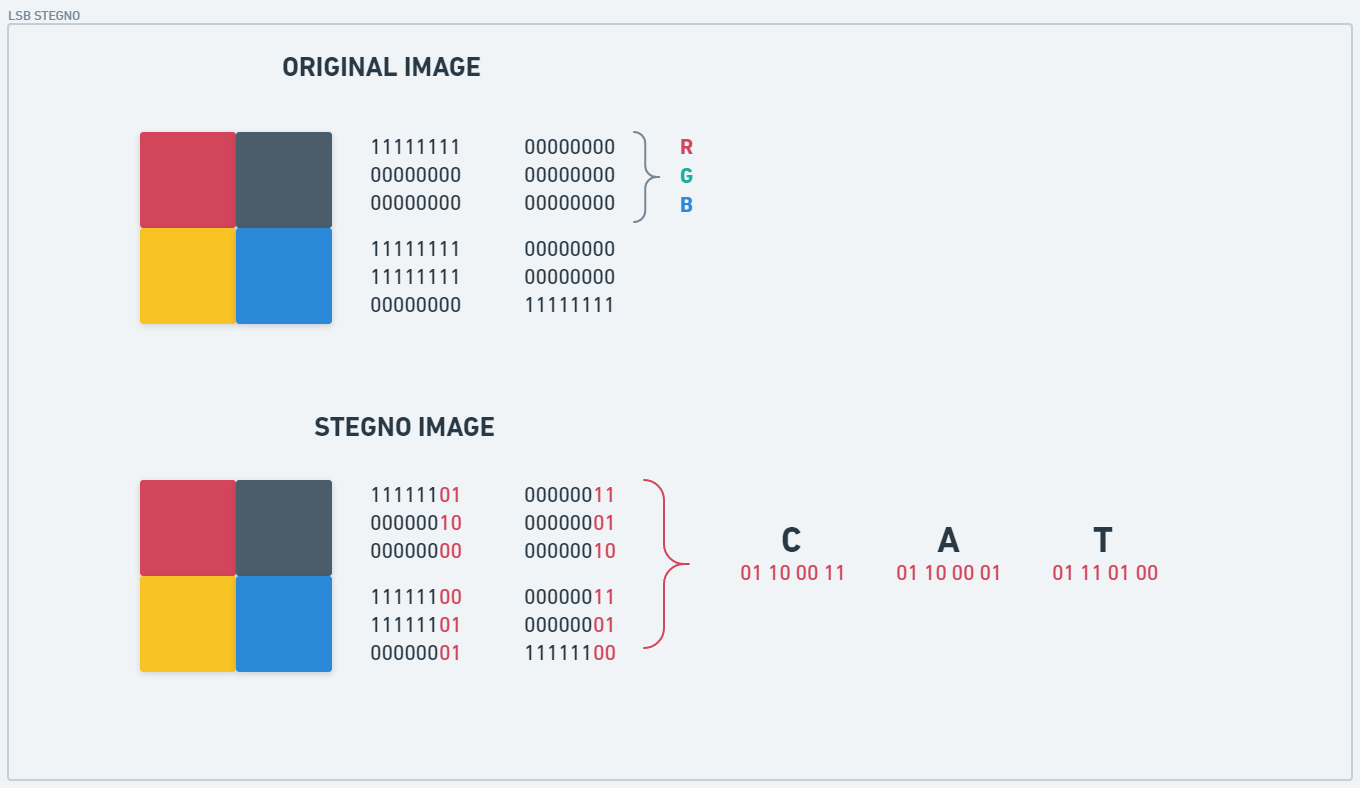 LSB STEGNO
ORIGINAL IMAGE
11111111 00000000 R
00000000 00000000 G
00000000 00000000 B
11111111 00000000
11111111 00000000
00000000 11111111
STEGNO IMAGE
11111101 00000011
00000010 00000001
00000000 00000010
11111100 00000011
11111101 00000001
00000001 11111100
C A T
01 10 00 11 01 10 00 01 01 11 01 00